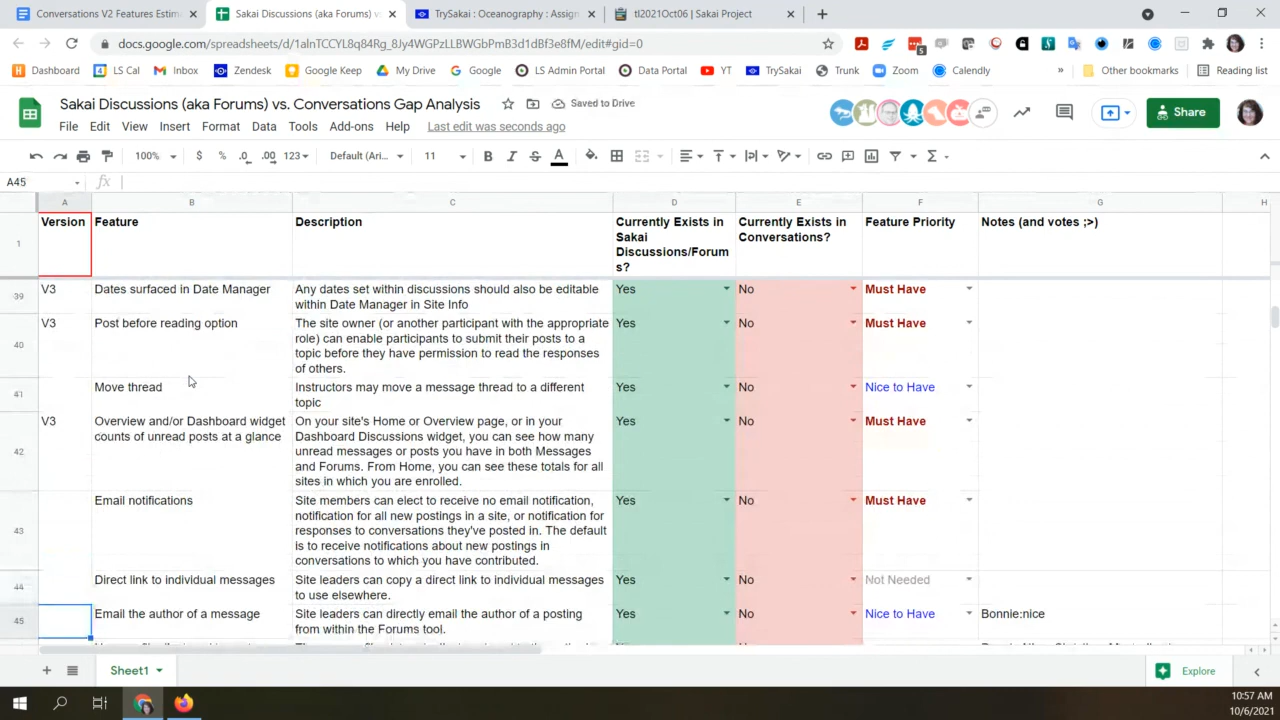 Conversations V2 Features Estim
Sakai Discussions (aka Forums) v
TrySakai : Oceanography : Assign
tl2021Oct06 | Sakai Project
docs.google.com/spreadsheets/d/1alnTCCYL8q84Rg_8Jy4WGPzLLBWGbPmB3d1dBf3e8fM/edit#gid=0
5
Dashboard
LS Cal
Inbox
Zendesk
Google Keep
My Drive
Google
LS Admin Portal
Data Portal
YT
TrySakai
Trunk
Zoom
Calendly
»
Other bookmarks
Reading list
Sakai Discussions (aka Forums) vs. Conversations Gap Analysis
Saved to Drive
Share
File Edit View Insert Format Data Tools Add-ons Help Last edit was seconds ago
100% $ % .0 .00 123 Default (Ari... 11 B I S A
A45 fx
A B C D E F G H
1
Version
Feature
Description
Currently Exists in
Sakai
Discussions/Forum
s?
Currently Exists in
Conversations?
Feature Priority
Notes (and votes ;>)
39
V3
Dates surfaced in Date Manager
Any dates set within discussions should also be editable
within Date Manager in Site Info
Yes
No
Must Have
40
V3
Post before reading option
The site owner (or another participant with the appropriate
role) can enable participants to submit their posts to a
topic before they have permission to read the responses
of others.
Yes
No
Must Have
41
Move thread
Instructors may move a message thread to a different
topic
Yes
No
Nice to Have
42
V3
Overview and/or Dashboard widget
counts of unread posts at a glance
On your site's Home or Overview page, or in your
Dashboard Discussions widget, you can see how many
unread messages or posts you have in both Messages
and Forums. From Home, you can see these totals for all
sites in which you are enrolled.
Yes
No
Must Have
43
Email notifications
Site members can elect to receive no email notification,
notification for all new postings in a site, or notification for
responses to conversations they've posted in. The default
is to receive notifications about new postings in
conversations to which you have contributed.
Yes
No
Must Have
44
Direct link to individual messages
Site leaders can copy a direct link to individual messages
to use elsewhere.
Yes
No
Not Needed
45
Email the author of a message
Site leaders can directly email the author of a posting
from within the Forums tool.
Yes
No
Nice to Have
Bonnie:nice
Sheet1
Explore
10:57 AM
10/6/2021